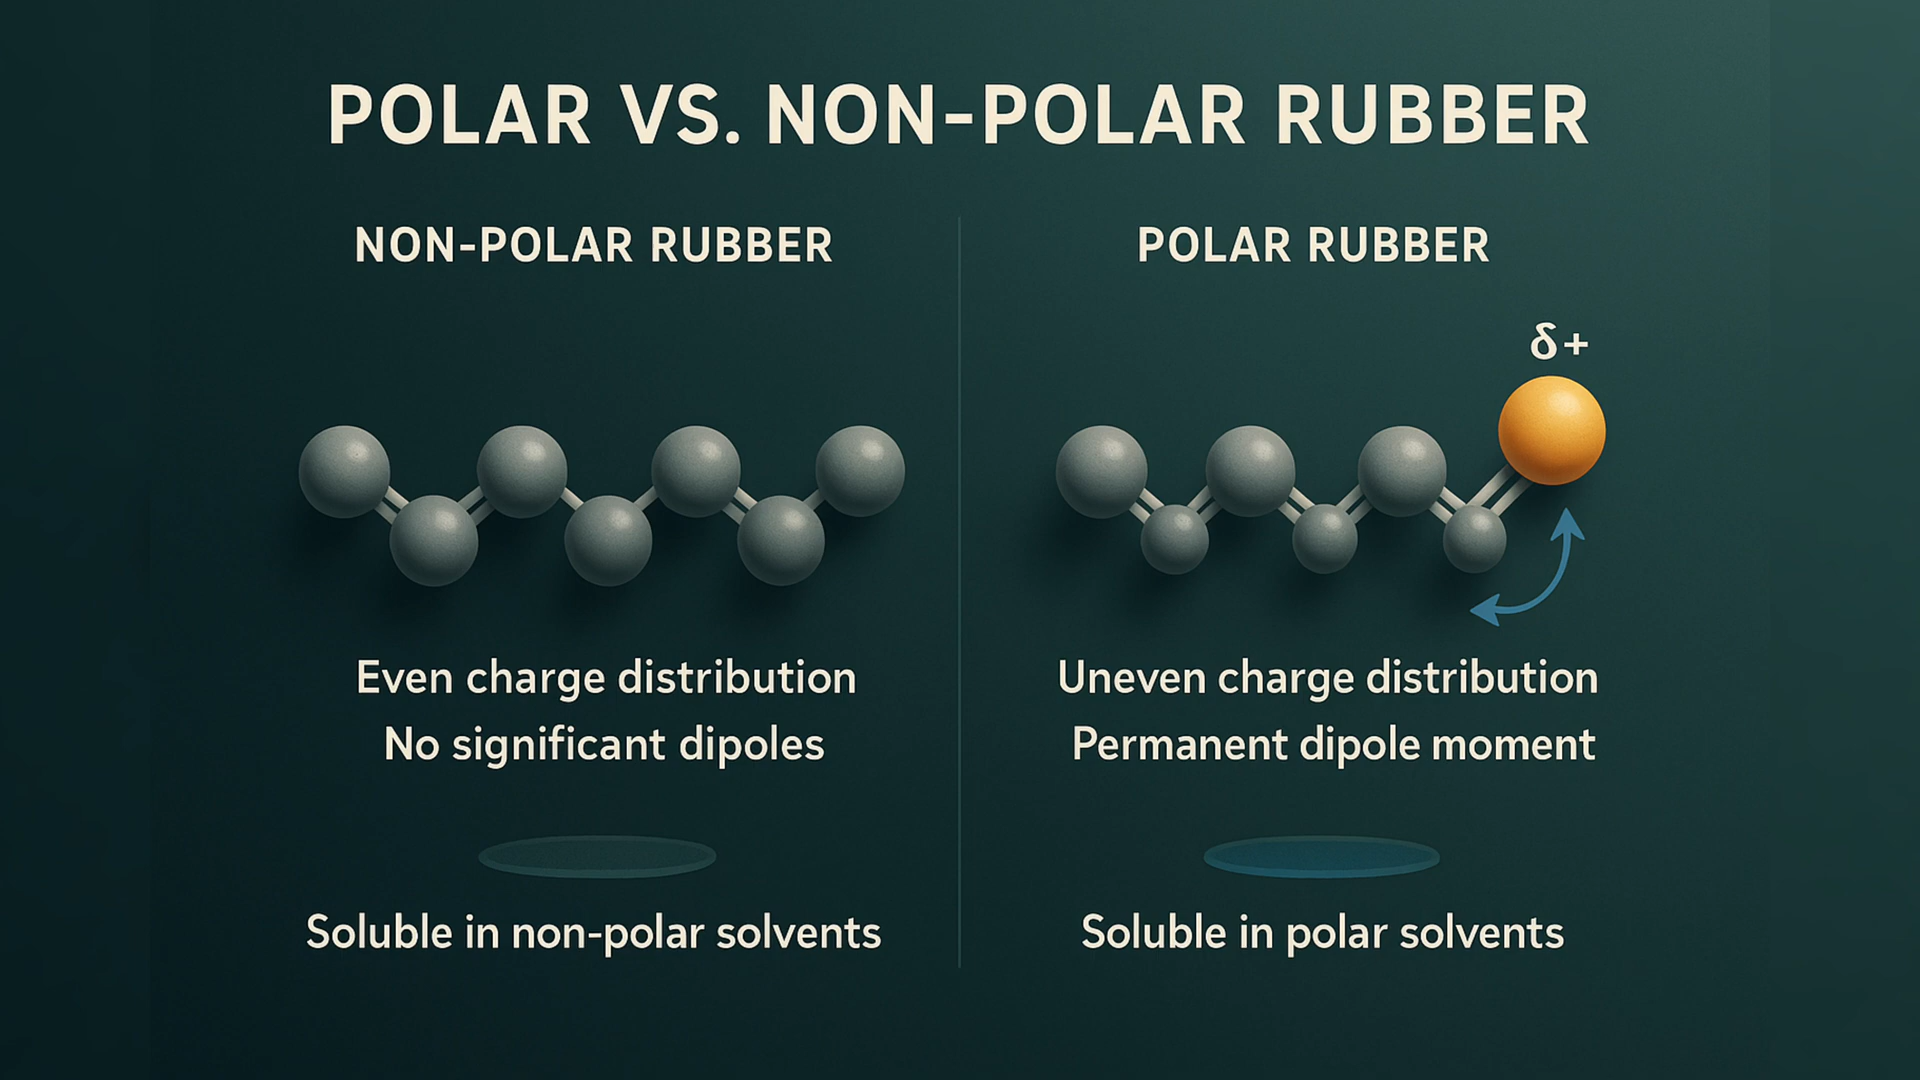 POLAR VS. NON-POLAR RUBBER
NON-POLAR RUBBER
Even charge distribution
No significant dipoles
Soluble in non-polar solvents
POLAR RUBBER
δ+
Uneven charge distribution
Permanent dipole moment
Soluble in polar solvents